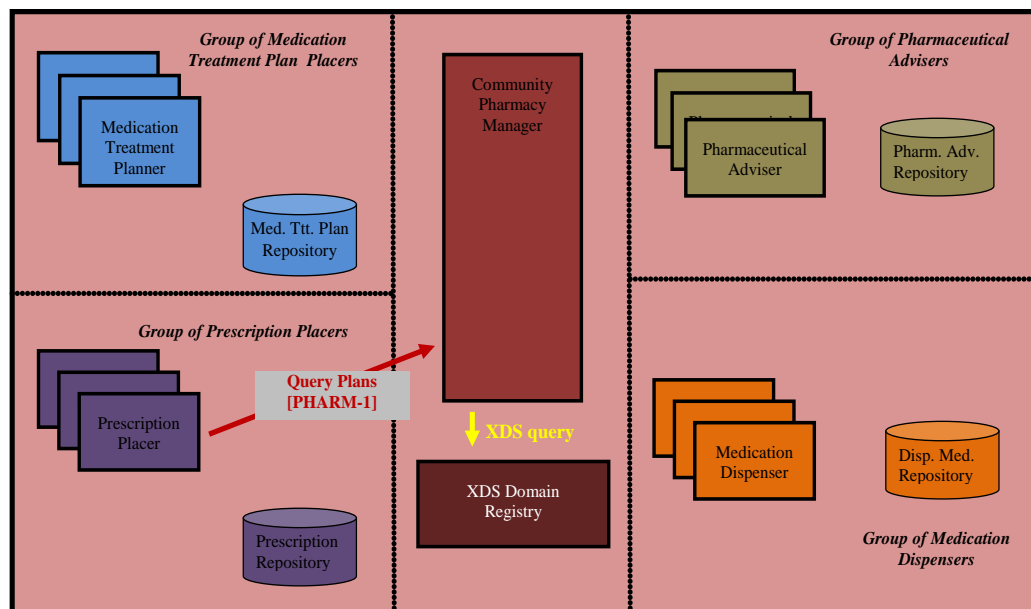 Group of Medication
Treatment Plan Placers
Medication
Treatment
Planner
Med. Ttt. Plan
Repository
Community
Pharmacy
Manager
Group of Pharmaceutical
Advisers
Pharmaceutical
Adviser
Pharm. Adv.
Repository
Group of Prescription Placers
Query Plans
[PHARM-1]
Prescription
Placer
Prescription
Repository
XDS query
XDS Domain
Registry
Medication
Dispenser
Disp. Med.
Repository
Group of Medication
Dispensers